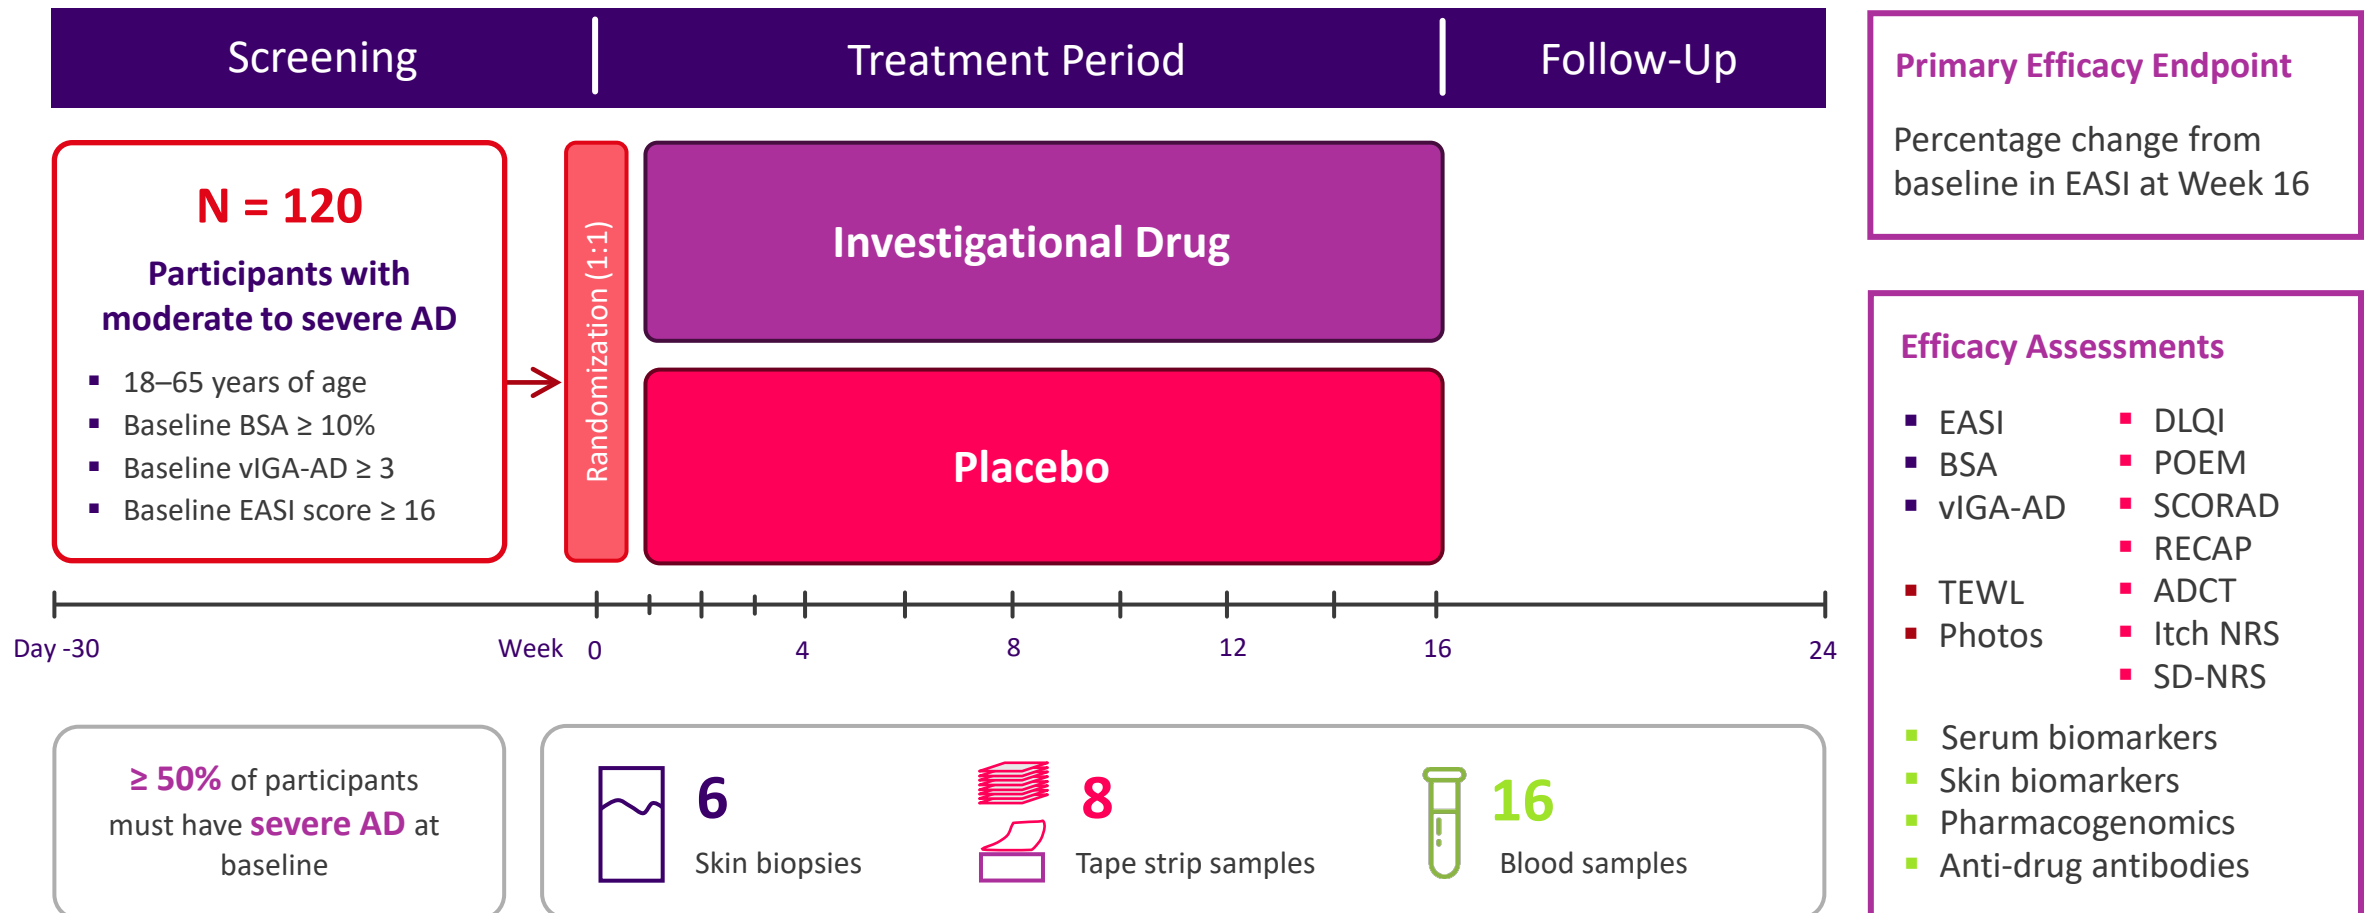 Screening
Treatment Period
Follow-Up
N = 120
Participants with
moderate to severe AD
▪ 18–65 years of age
▪ Baseline BSA ≥ 10%
▪ Baseline vIGA-AD ≥ 3
▪ Baseline EASI score ≥ 16
Randomization (1:1)
Investigational Drug
Placebo
Day -30
Week 0
4
8
12
16
24
≥ 50% of participants
must have severe AD at
baseline
6
Skin biopsies
8
Tape strip samples
16
Blood samples
Primary Efficacy Endpoint
Percentage change from
baseline in EASI at Week 16
Efficacy Assessments
▪ EASI
▪ BSA
▪ vIGA-AD
▪ TEWL
▪ Photos
▪ DLQI
▪ POEM
▪ SCORAD
▪ RECAP
▪ ADCT
▪ Itch NRS
▪ SD-NRS
▪ Serum biomarkers
▪ Skin biomarkers
▪ Pharmacogenomics
▪ Anti-drug antibodies